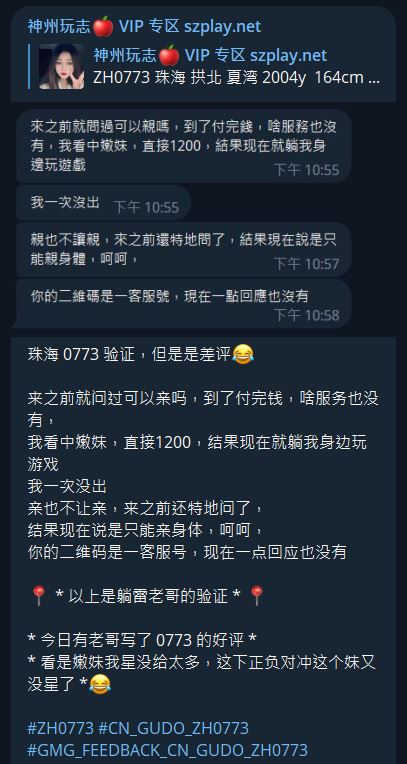 神州玩志🍎 VIP 专区 szplay.net
神州玩志🍎 VIP 专区 szplay.net
ZH0773 珠海 拱北 夏湾 2004y 164cm ...
來之前就問過可以親嗎，到了付完錢，啥服務也沒
有，我看中嫩妹，直接1200，結果現在就躺我身
邊玩遊戲
下午 10:55
我一次沒出
下午 10:55
親也不讓親，來之前還特地問了，結果現在說是只
能親身體，呵呵，
下午 10:57
你的二維碼是一客服號，現在一點回應也沒有
下午 10:58
珠海 0773 验证，但是是差评😂
来之前就问过可以亲吗，到了付完钱，啥服务也没
有，
我看中嫩妹，直接1200，结果现在就躺我身边玩
游戏
我一次没出
亲也不让亲，来之前还特地问了，
结果现在说是只能亲身体，呵呵，
你的二维码是一客服号，现在一点回应也没有
📍 * 以上是躺雷老哥的验证 * 📍
* 今日有老哥写了 0773 的好评 *
* 看是嫩妹我星没给太多，这下正负对冲这个妹又
没星了 *😂
#ZH0773 #CN_GUDO_ZH0773
#GMG_FEEDBACK_CN_GUDO_ZH0773